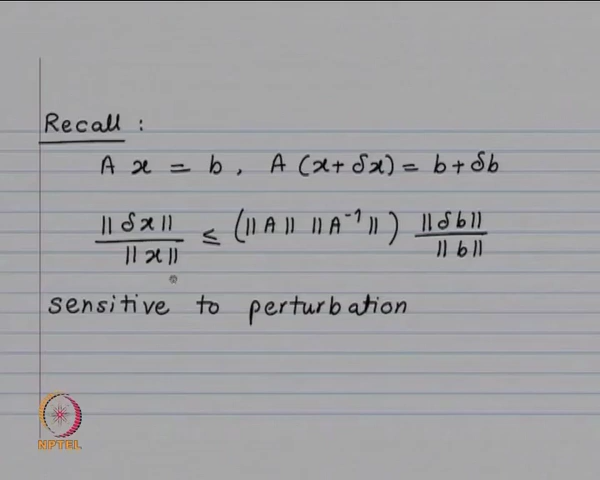 Recall :
A x = b , A (x + δx) = b + δb
||δx|| / ||x|| ≤ (||A|| ||A⁻¹||) ||δb|| / ||b||
sensitive to perturbation
NPTEL